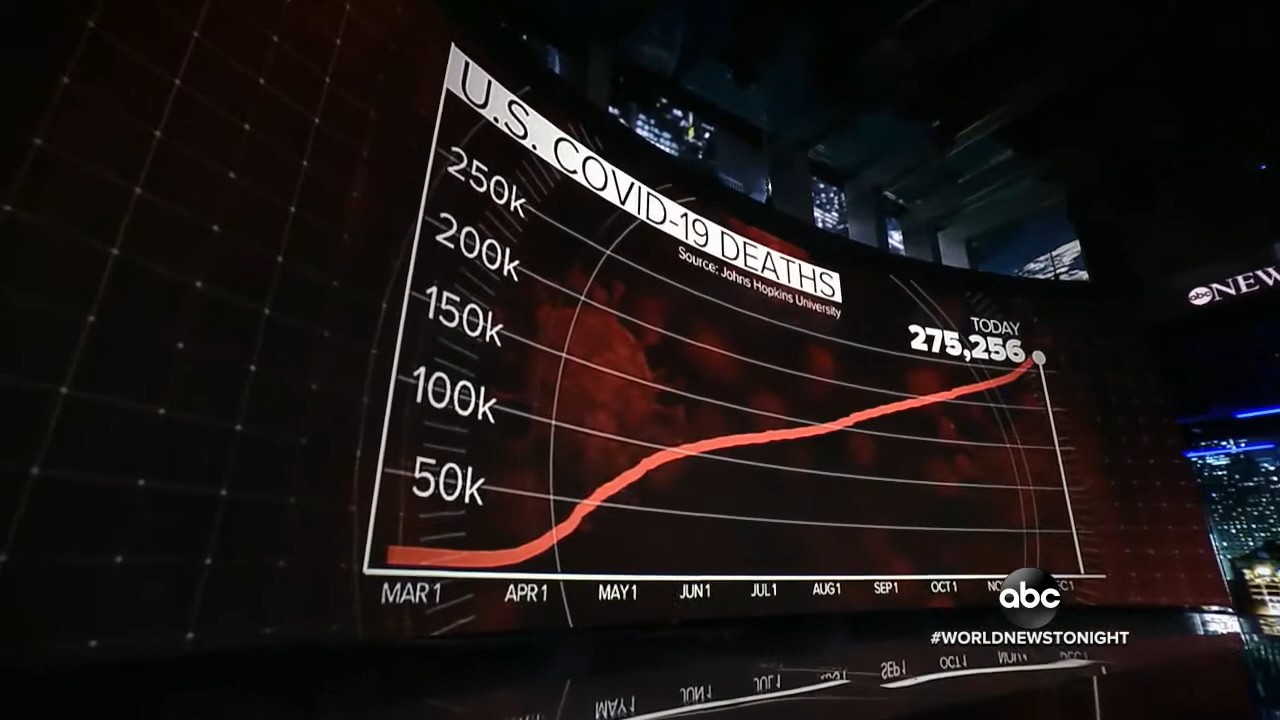 U.S. COVID-19 DEATHS
Source: Johns Hopkins University
250k
200k
150k
100k
50k
TODAY
275,256
MAR 1
APR 1
MAY 1
JUN 1
JUL 1
AUG 1
SEP 1
OCT 1
abc NEW
abc
#WORLDNEWSTONIGHT